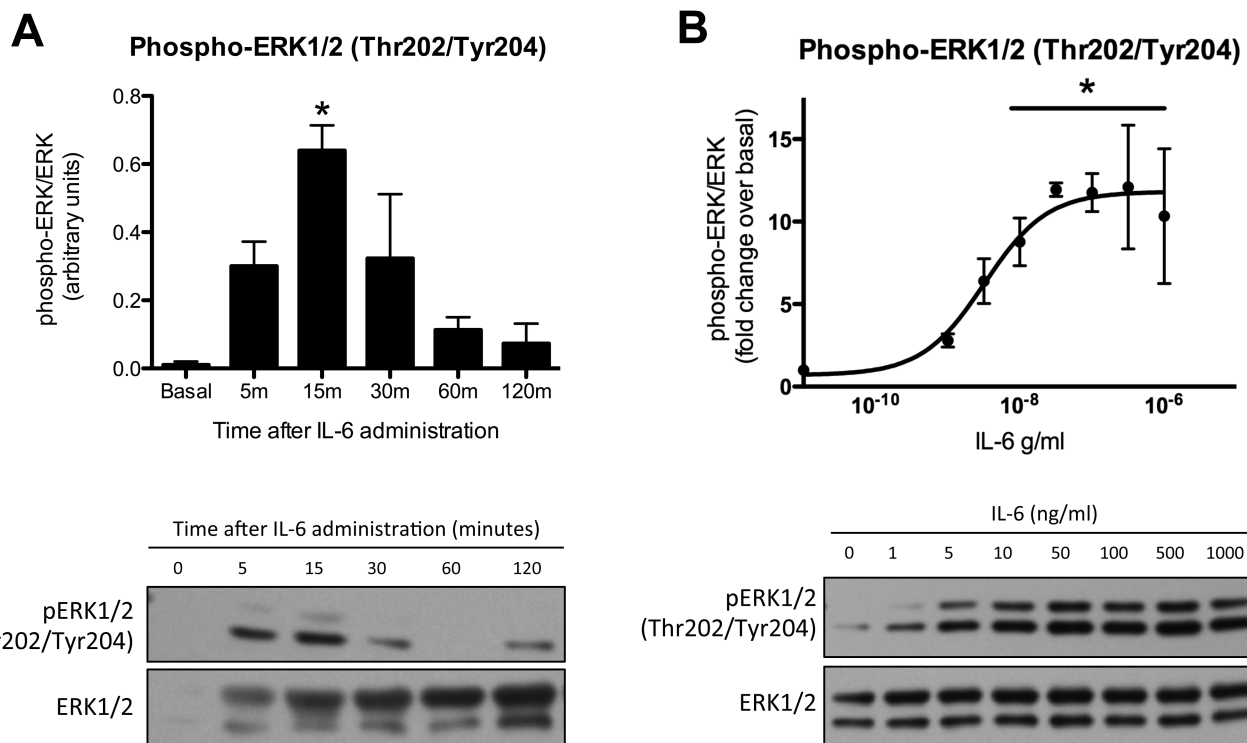 A
Phospho-ERK1/2 (Thr202/Tyr204)
phospho-ERK/ERK
(arbitrary units)
0.8
0.6
0.4
0.2
0.0
*
Basal 5m 15m 30m 60m 120m
Time after IL-6 administration
Time after IL-6 administration (minutes)
0 5 15 30 60 120
pERK1/2
r202/Tyr204)
ERK1/2
B
Phospho-ERK1/2 (Thr202/Tyr204)
phospho-ERK/ERK
(fold change over basal)
15
10
5
0
*
10-10 10-8 10-6
IL-6 g/ml
IL-6 (ng/ml)
0 1 5 10 50 100 500 1000
pERK1/2
(Thr202/Tyr204)
ERK1/2